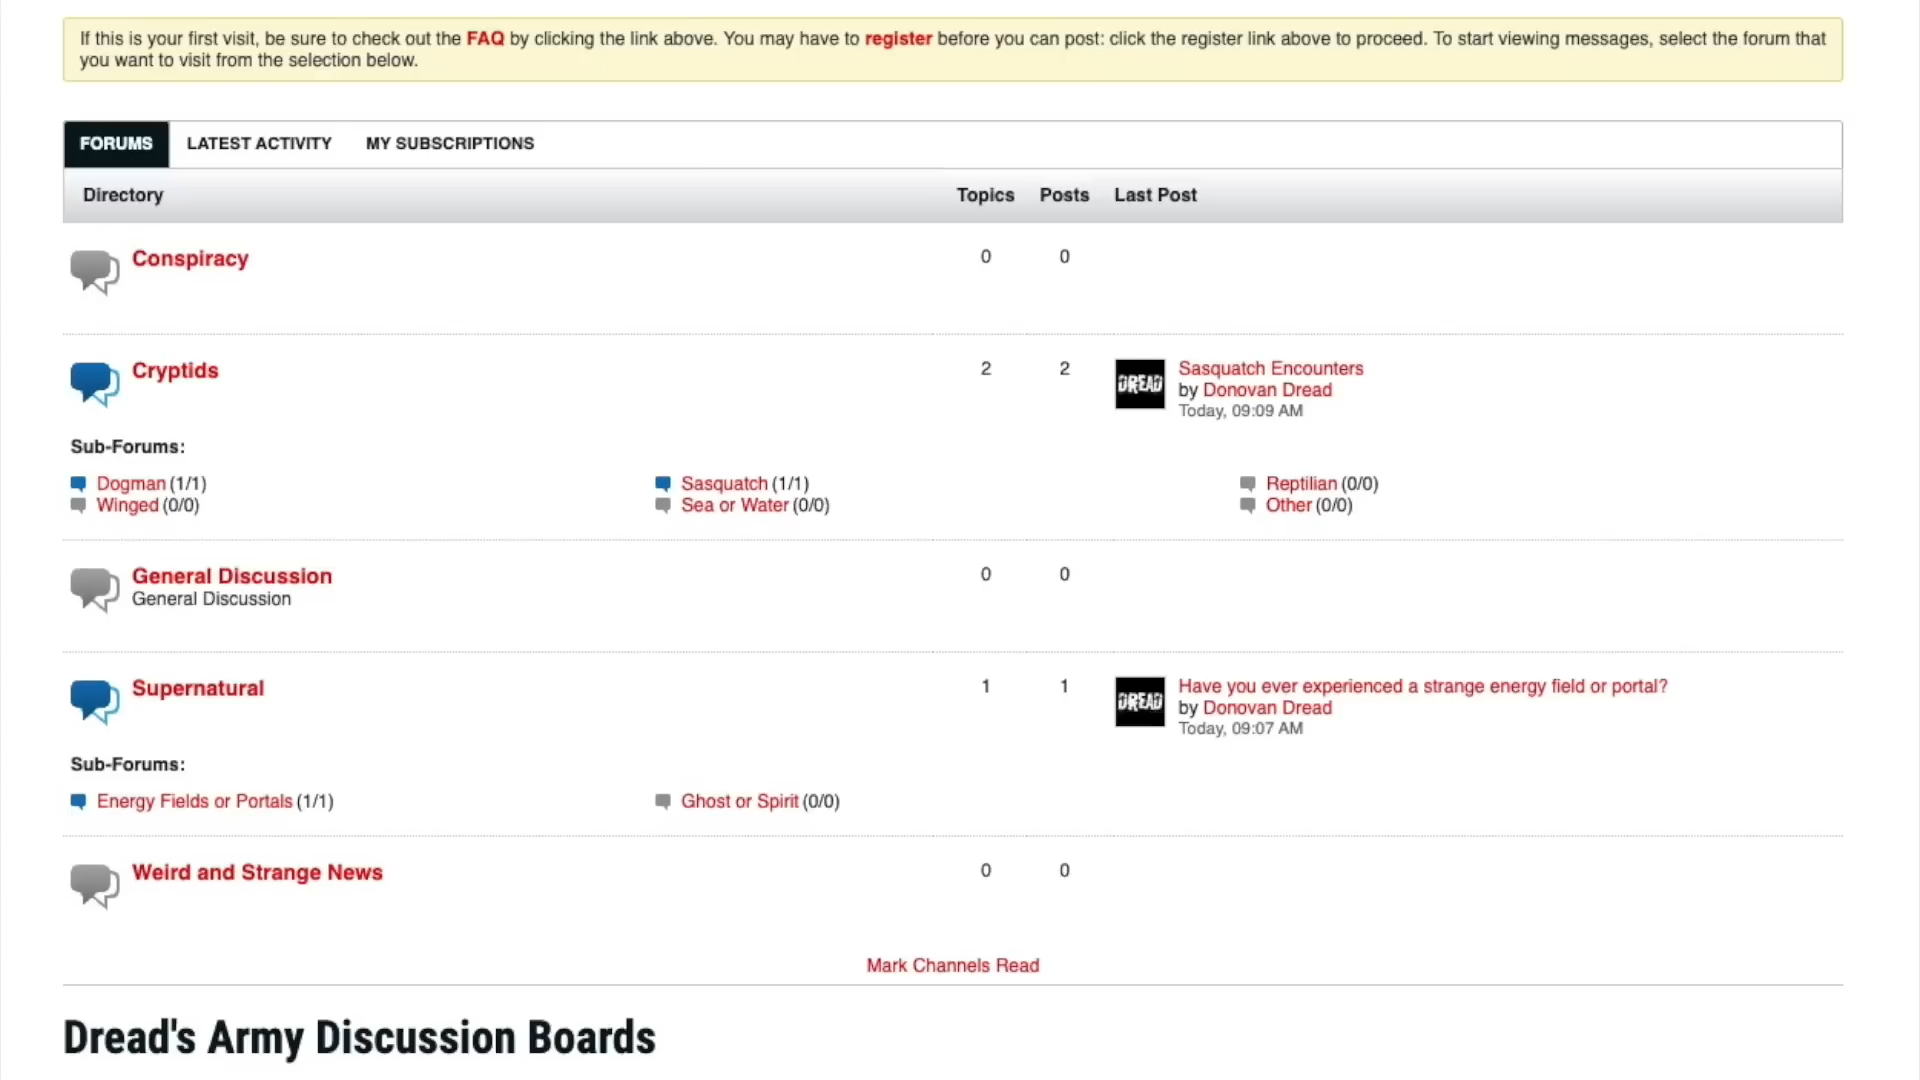 If this is your first visit, be sure to check out the FAQ by clicking the link above. You may have to register before you can post: click the register link above to proceed. To start viewing messages, select the forum that
you want to visit from the selection below.
FORUMS LATEST ACTIVITY MY SUBSCRIPTIONS
Directory Topics Posts Last Post
Conspiracy 0 0
Cryptids 2 2 DREAD Sasquatch Encounters
by Donovan Dread
Today, 09:09 AM
Sub-Forums:
Dogman (1/1) Sasquatch (1/1) Reptilian (0/0)
Winged (0/0) Sea or Water (0/0) Other (0/0)
General Discussion 0 0
General Discussion
Supernatural 1 1 DREAD Have you ever experienced a strange energy field or portal?
by Donovan Dread
Today, 09:07 AM
Sub-Forums:
Energy Fields or Portals (1/1) Ghost or Spirit (0/0)
Weird and Strange News 0 0
Mark Channels Read
Dread's Army Discussion Boards